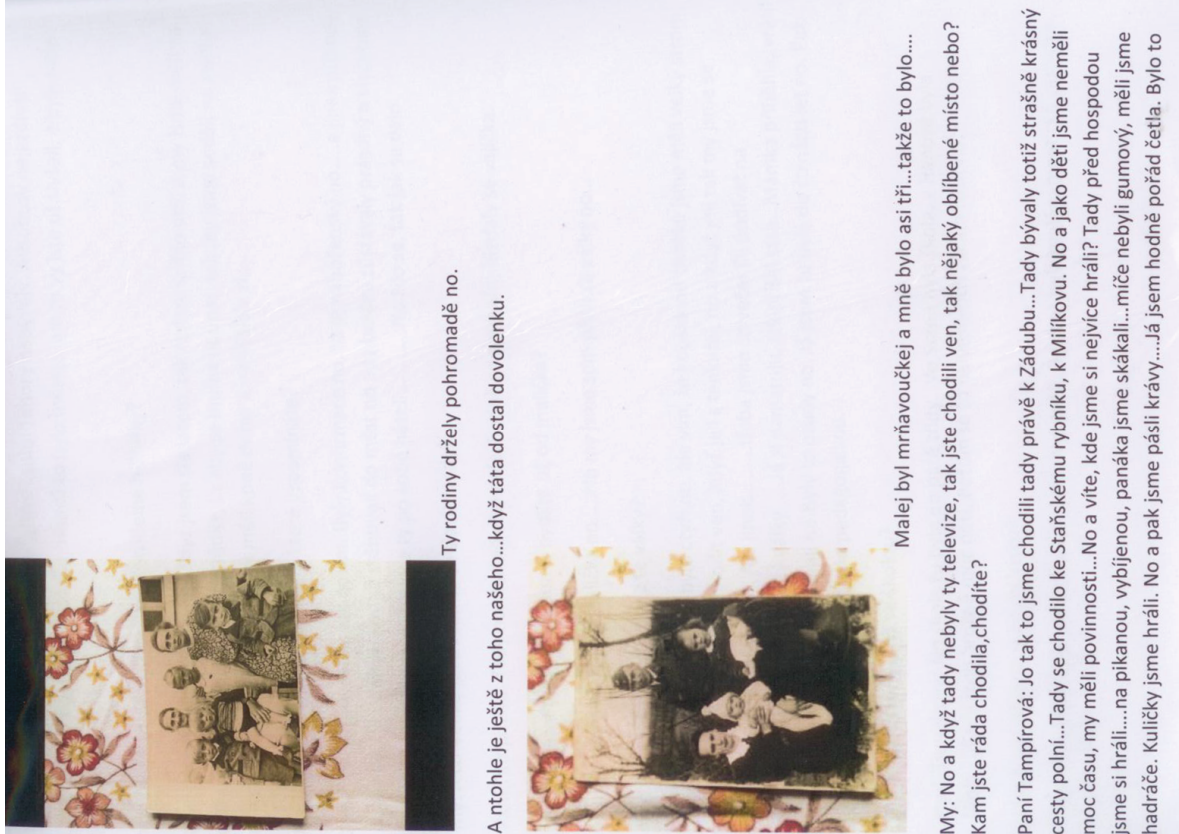 Ty rodiny držely pohromadě no.
A ntohle je ještě z toho našeho...když táta dostal dovolenku.
Malej byl mrňavoučkej a mně bylo asi tři...takže to bylo....
My: No a když tady nebyly ty televize, tak jste chodili ven, tak nějaký oblíbené místo nebo?
Kam jste ráda chodila,chodíte?
Paní Tampírová: Jo tak to jsme chodili tady právě k Zádubu...Tady bývaly totiž strašně krásný
cesty polní...Tady se chodilo ke Staňskému rybníku, k Milíkovu. No a jako děti jsme neměli
moc času, my měli povinnosti...No a víte, kde jsme si nejvíce hráli? Tady před hospodou
jsme si hráli....na pikanou, vybíjenou, panáka jsme skákali...míče nebyli gumový, měli jsme
hadráče. Kuličky jsme hráli. No a pak jsme pásli krávy....Já jsem hodně pořád četla. Bylo to